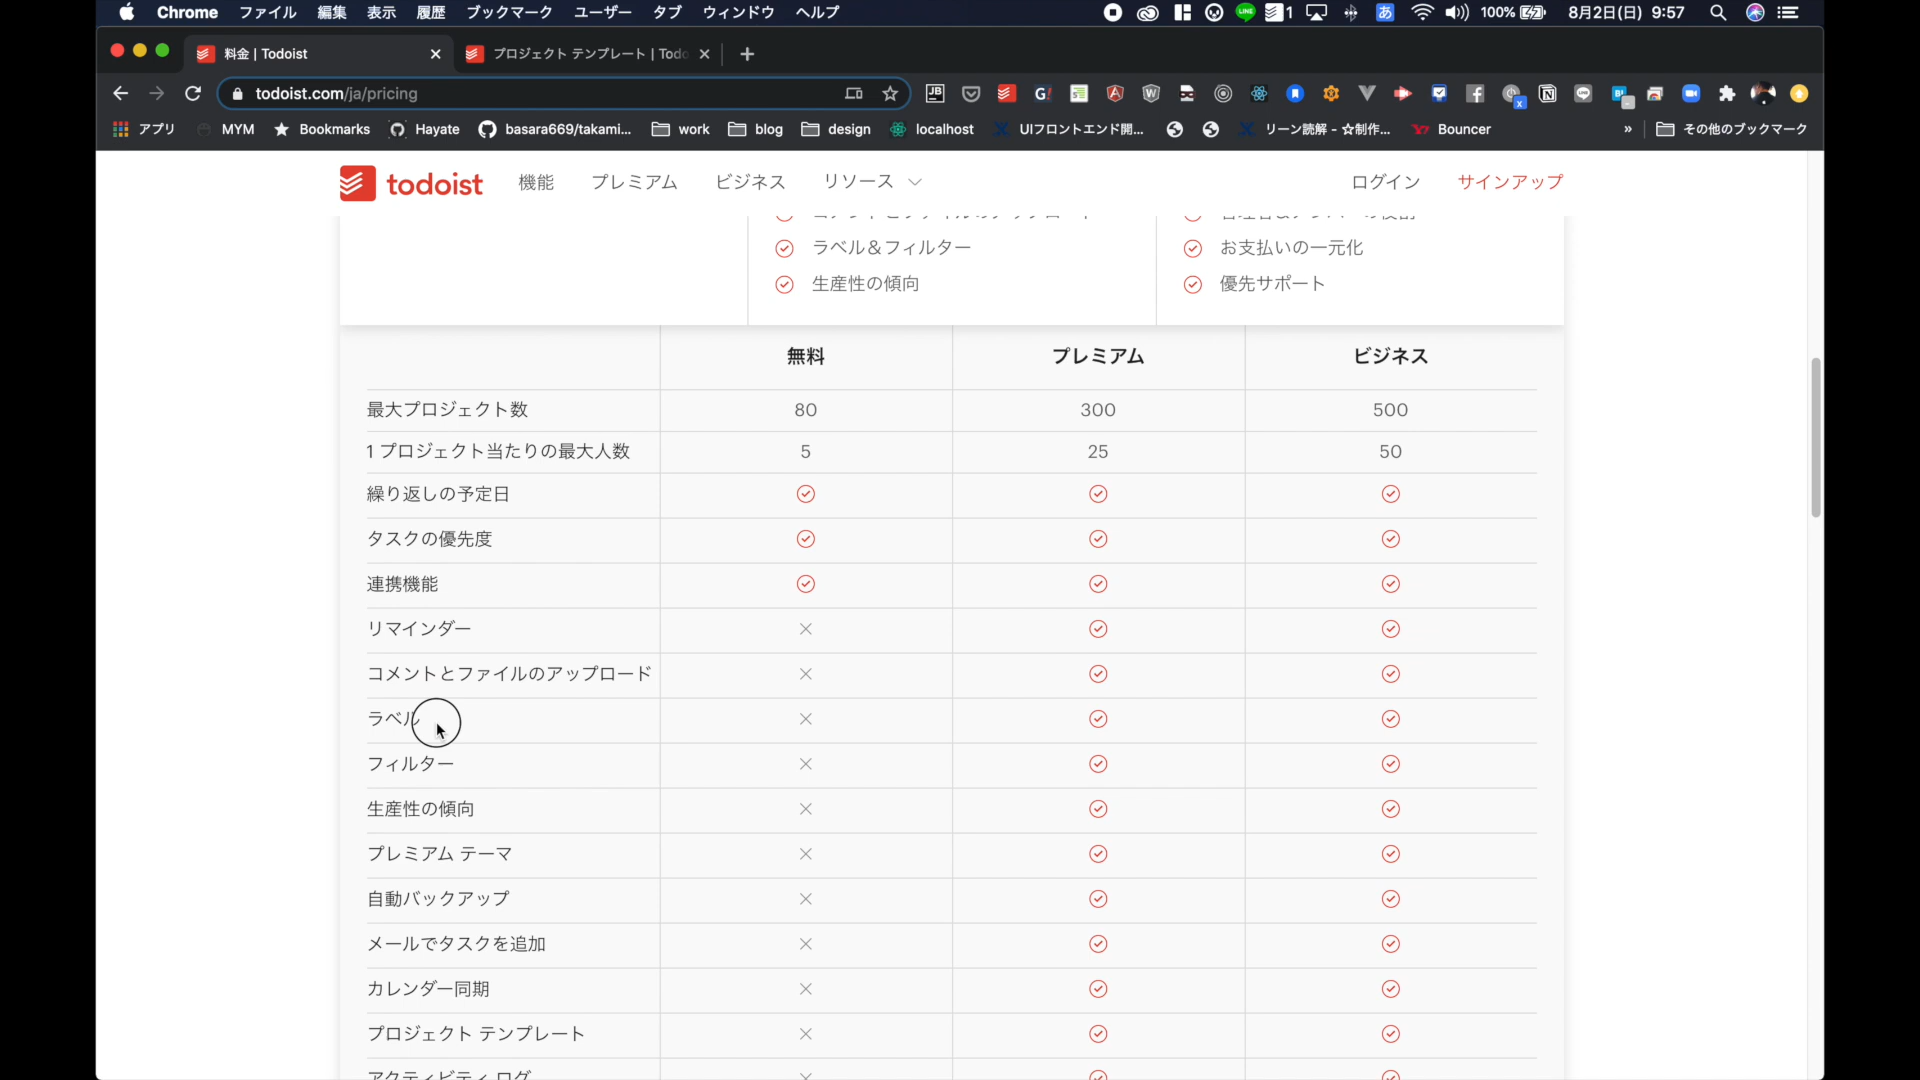 Chrome ファイル 編集 表示 履歴 ブックマーク ユーザー タブ ウィンドウ ヘルプ
LINE 1 あ 100% 8月2日(日) 9:57
料金 | Todoist
プロジェクト テンプレート | Todo
todoist.com/ja/pricing
アプリ MYM Bookmarks Hayate basara669/takami... work blog design localhost UIフロントエンド開... リーン読解 - ☆制作... Bouncer » その他のブックマーク
todoist 機能 プレミアム ビジネス リソース ログイン サインアップ
ラベル＆フィルター お支払いの一元化
生産性の傾向 優先サポート
無料 プレミアム ビジネス
最大プロジェクト数 80 300 500
1 プロジェクト当たりの最大人数 5 25 50
繰り返しの予定日
タスクの優先度
連携機能
リマインダー
コメントとファイルのアップロード
ラベル
フィルター
生産性の傾向
プレミアム テーマ
自動バックアップ
メールでタスクを追加
カレンダー同期
プロジェクト テンプレート
アクティビティ ログ